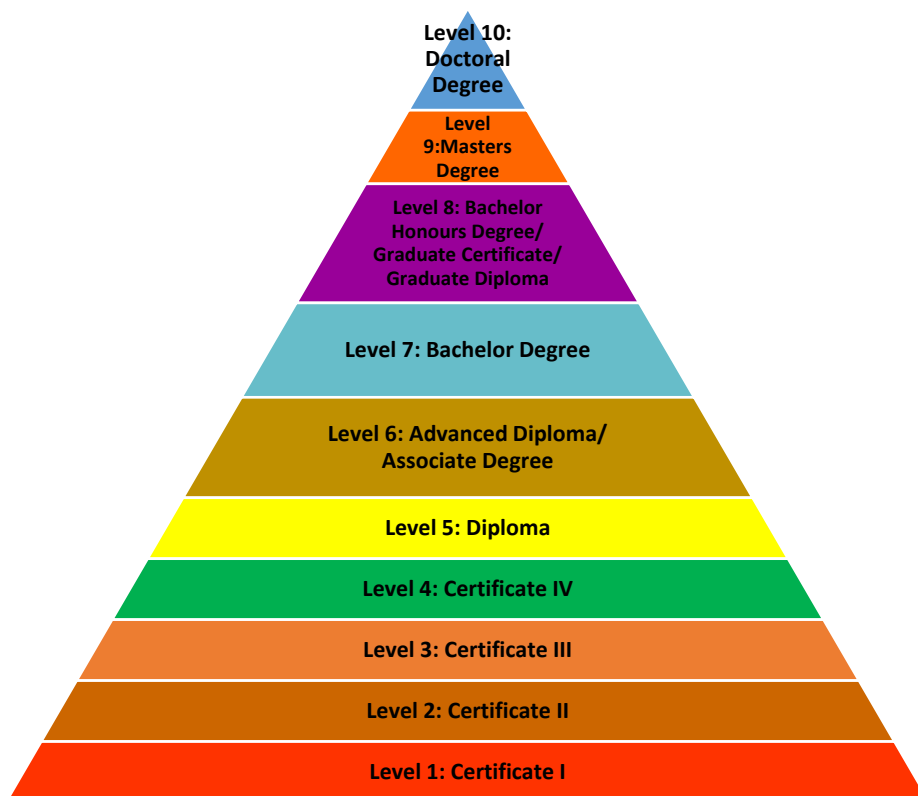 Level 10:
Doctoral
Degree
Level
9:Masters
Degree
Level 8: Bachelor
Honours Degree/
Graduate Certificate/
Graduate Diploma
Level 7: Bachelor Degree
Level 6: Advanced Diploma/
Associate Degree
Level 5: Diploma
Level 4: Certificate IV
Level 3: Certificate III
Level 2: Certificate II
Level 1: Certificate I